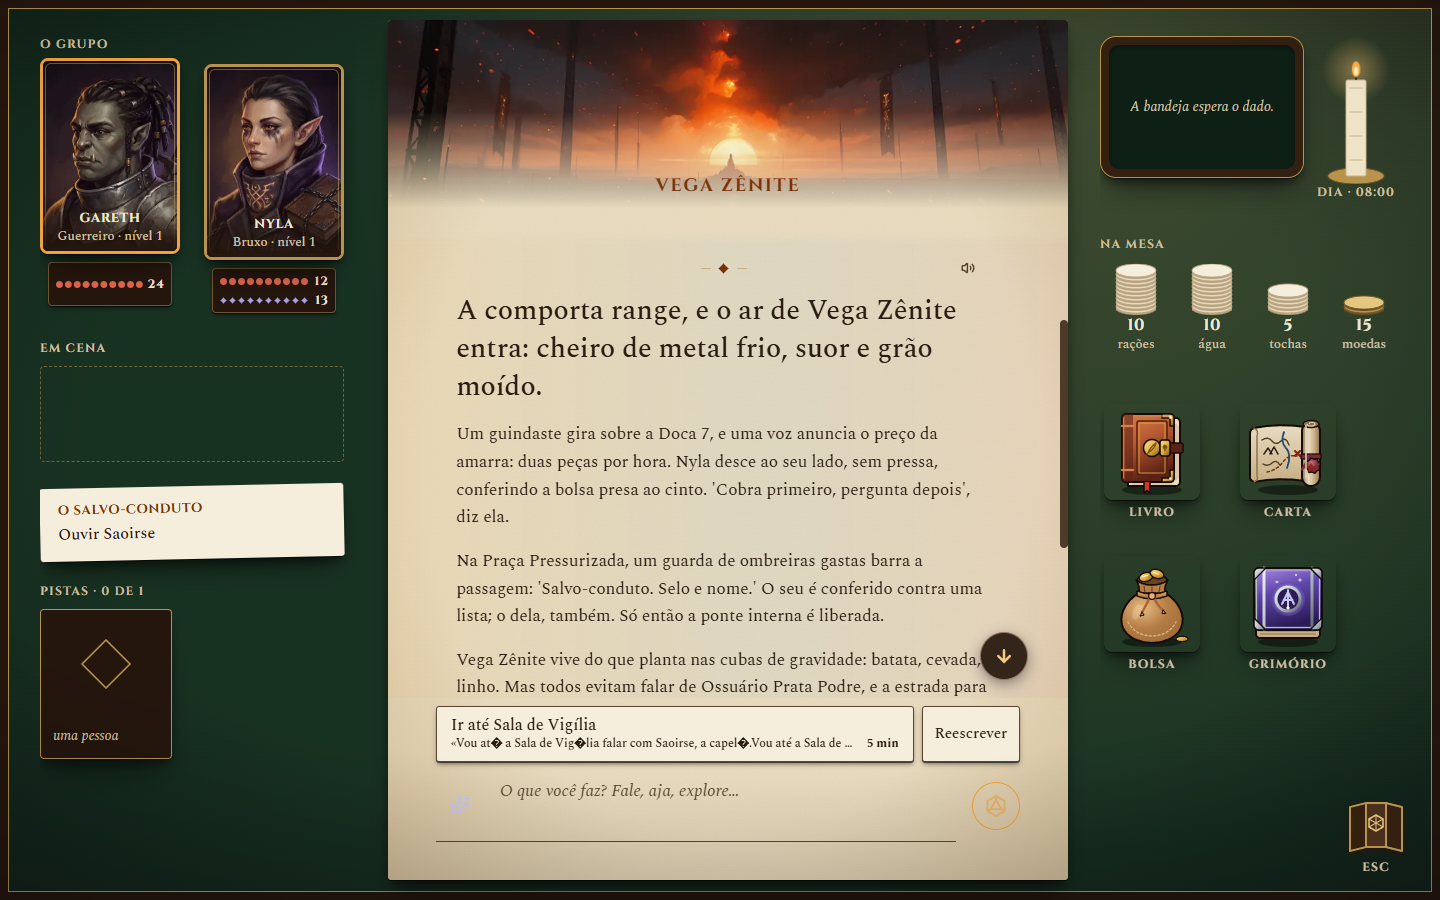 O GRUPO
GARETH
Guerreiro · nível 1
24
NYLA
Bruxo · nível 1
12
13
EM CENA
O SALVO-CONDUTO
Ouvir Saoirse
PISTAS · 0 DE 1
uma pessoa
VEGA ZÊNITE
A comporta range, e o ar de Vega Zênite
entra: cheiro de metal frio, suor e grão
moído.
Um guindaste gira sobre a Doca 7, e uma voz anuncia o preço da
amarra: duas peças por hora. Nyla desce ao seu lado, sem pressa,
conferindo a bolsa presa ao cinto. 'Cobra primeiro, pergunta depois',
diz ela.
Na Praça Pressurizada, um guarda de ombreiras gastas barra a
passagem: 'Salvo-conduto. Selo e nome.' O seu é conferido contra uma
lista; o dela, também. Só então a ponte interna é liberada.
Vega Zênite vive do que planta nas cubas de gravidade: batata, cevada,
linho. Mas todos evitam falar de Ossuário Prata Podre, e a estrada para
Ir até Sala de Vigília
«Vou at� a Sala de Vig�lia falar com Saoirse, a capel�.Vou até a Sala de ...
5 min
Reescrever
O que você faz? Fale, aja, explore...
A bandeja espera o dado.
DIA · 08:00
NA MESA
10
rações
10
água
5
tochas
15
moedas
LIVRO
CARTA
BOLSA
GRIMÓRIO
ESC